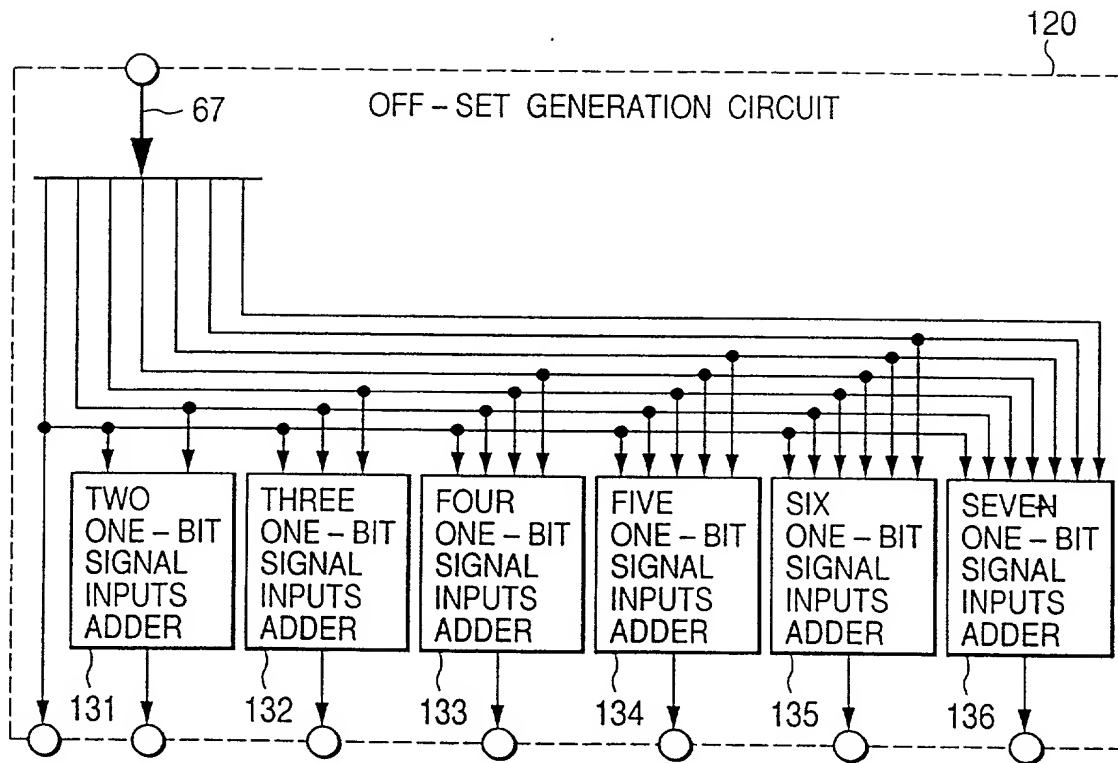 120
67
OFF-SET GENERATION CIRCUIT
TWO
ONE-BIT
SIGNAL
INPUTS
ADDER
THREE
ONE-BIT
SIGNAL
INPUTS
ADDER
FOUR
ONE-BIT
SIGNAL
INPUTS
ADDER
FIVE
ONE-BIT
SIGNAL
INPUTS
ADDER
SIX
ONE-BIT
SIGNAL
INPUTS
ADDER
SEVEN
ONE-BIT
SIGNAL
INPUTS
ADDER
131
132
133
134
135
136